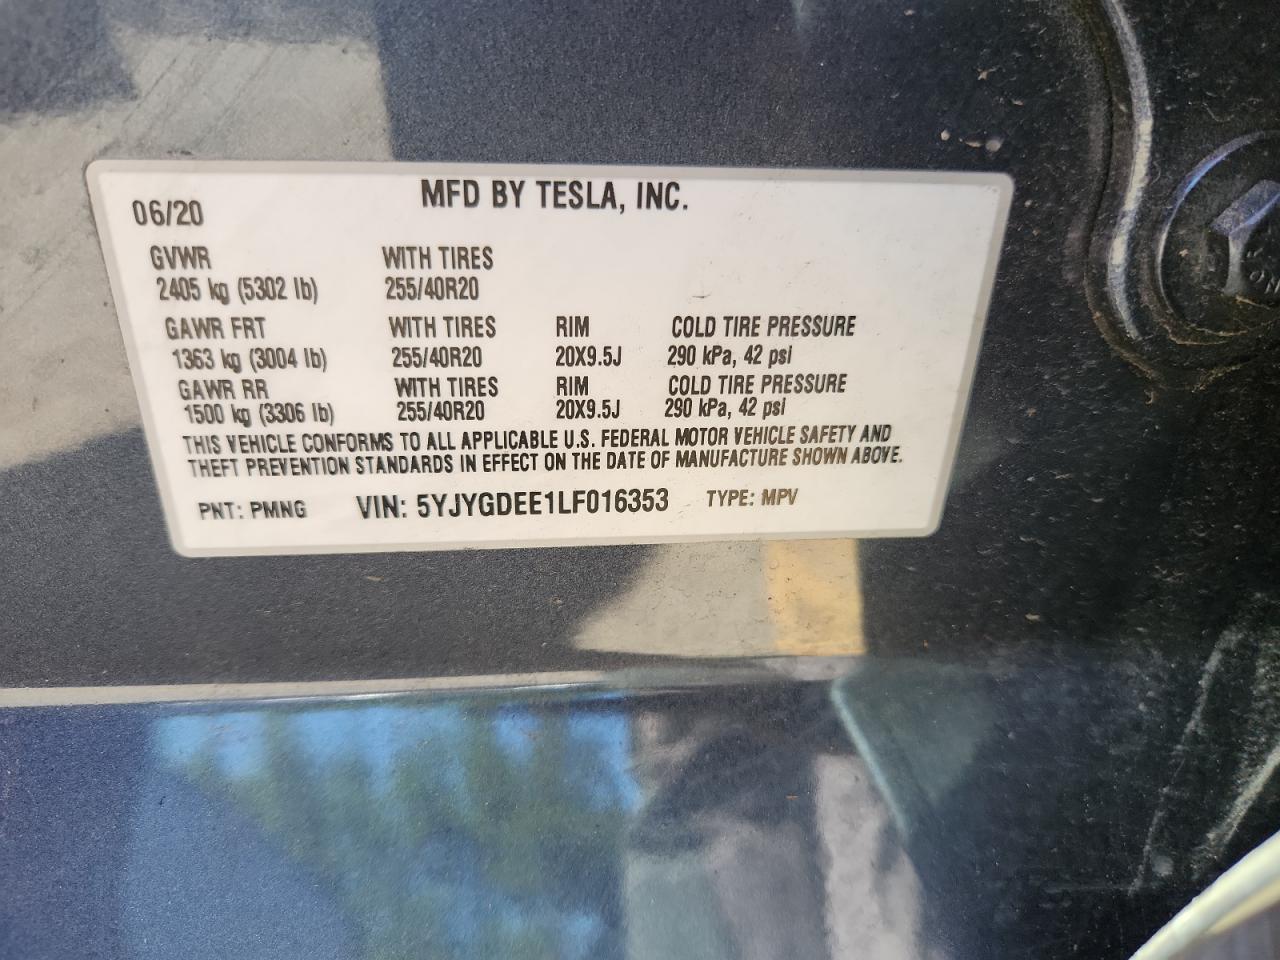 MFD BY TESLA, INC.
06/20
GVWR WITH TIRES
2405 kg (5302 lb) 255/40R20
GAWR FRT WITH TIRES RIM COLD TIRE PRESSURE
1363 kg (3004 lb) 255/40R20 20X9.5J 290 kPa, 42 psi
GAWR RR WITH TIRES RIM COLD TIRE PRESSURE
1500 kg (3306 lb) 255/40R20 20X9.5J 290 kPa, 42 psi
THIS VEHICLE CONFORMS TO ALL APPLICABLE U.S. FEDERAL MOTOR VEHICLE SAFETY AND
THEFT PREVENTION STANDARDS IN EFFECT ON THE DATE OF MANUFACTURE SHOWN ABOVE.
PNT: PMNG VIN: 5YJYGDEE1LF016353 TYPE: MPV